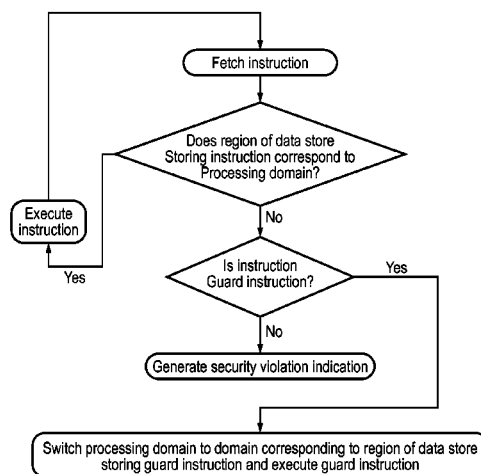 Fetch instruction
Does region of data store
Storing instruction correspond to
Processing domain?
Execute
instruction
Yes
No
Is instruction
Guard instruction?
Yes
No
Generate security violation indication
Switch processing domain to domain corresponding to region of data store
storing guard instruction and execute guard instruction